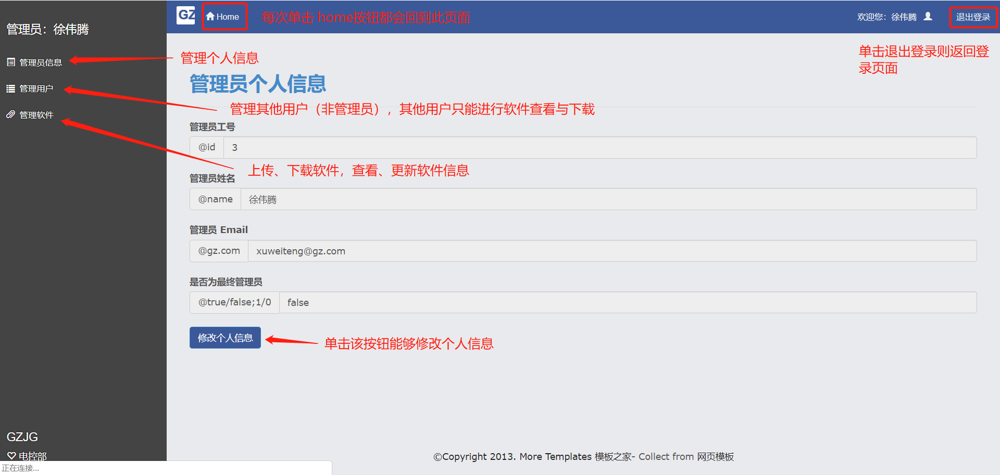 管理员：徐伟腾
管理员信息
管理用户
管理软件
GZJG
电控部
正在连接...
GZ
Home
每次单击 home按钮都会回到此页面
欢迎您：徐伟腾
退出登录
单击退出登录则返回登
录页面
管理个人信息
管理员个人信息
管理其他用户（非管理员），其他用户只能进行软件查看与下载
管理员工号
@id
3
上传、下载软件，查看、更新软件信息
管理员姓名
@name
徐伟腾
管理员 Email
@gz.com
xuweiteng@gz.com
是否为最终管理员
@true/false;1/0
false
修改个人信息
单击该按钮能够修改个人信息
©Copyright 2013. More Templates 模板之家- Collect from 网页模板